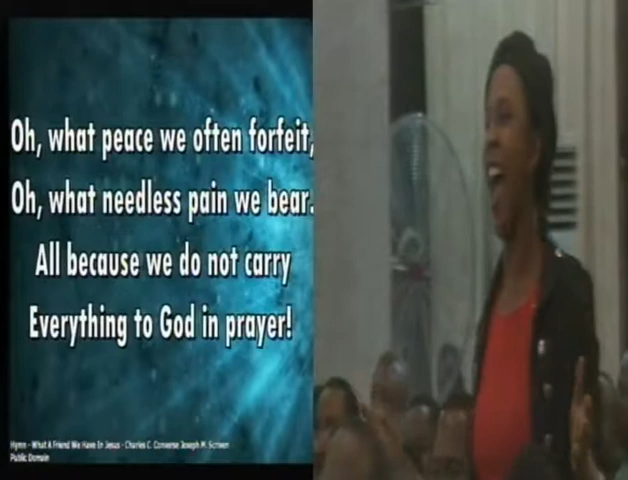 Oh, what peace we often forfeit,
Oh, what needless pain we bear.
All because we do not carry
Everything to God in prayer!
Hymn - What A Friend We Have In Jesus - Charles C. Converse Joseph M. Scriven
Public Domain